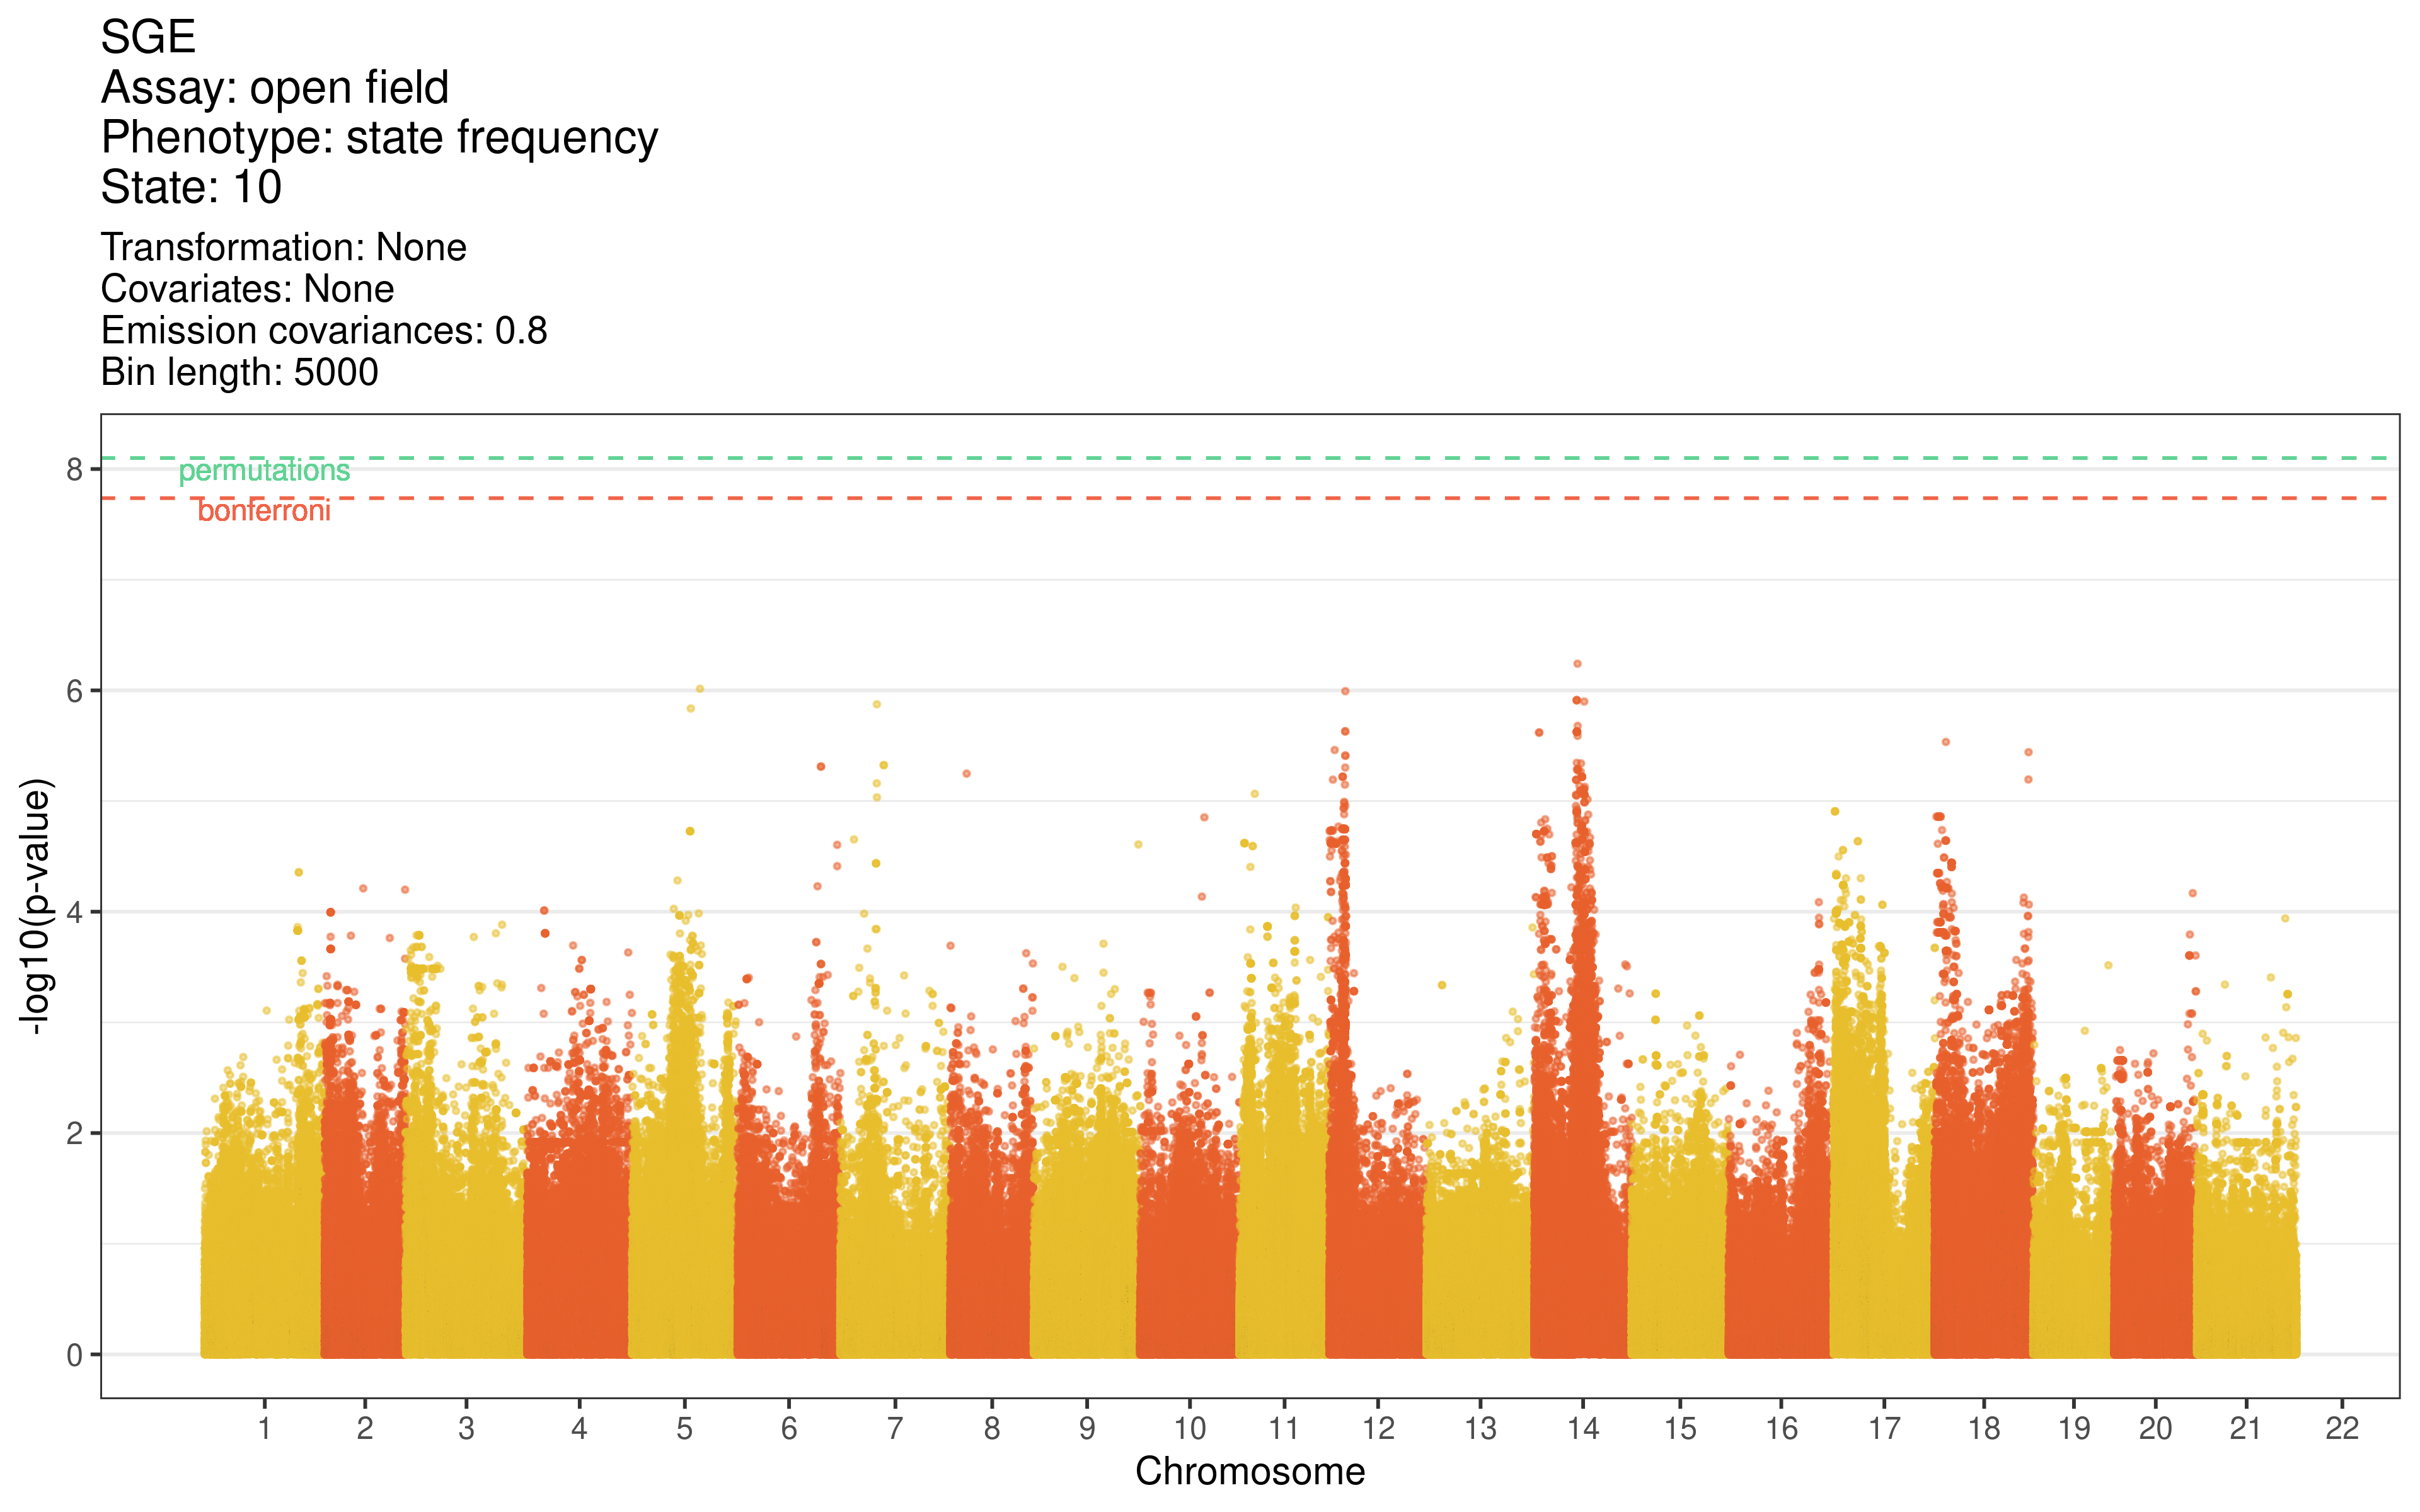 SGE
Assay: open field
Phenotype: state frequency
State: 10
Transformation: None
Covariates: None
Emission covariances: 0.8
Bin length: 5000
8
permutations
bonferroni
6
4
2
0
-log10(p-value)
1 2 3 4 5 6 7 8 9 10 11 12 13 14 15 16 17 18 19 20 21 22
Chromosome